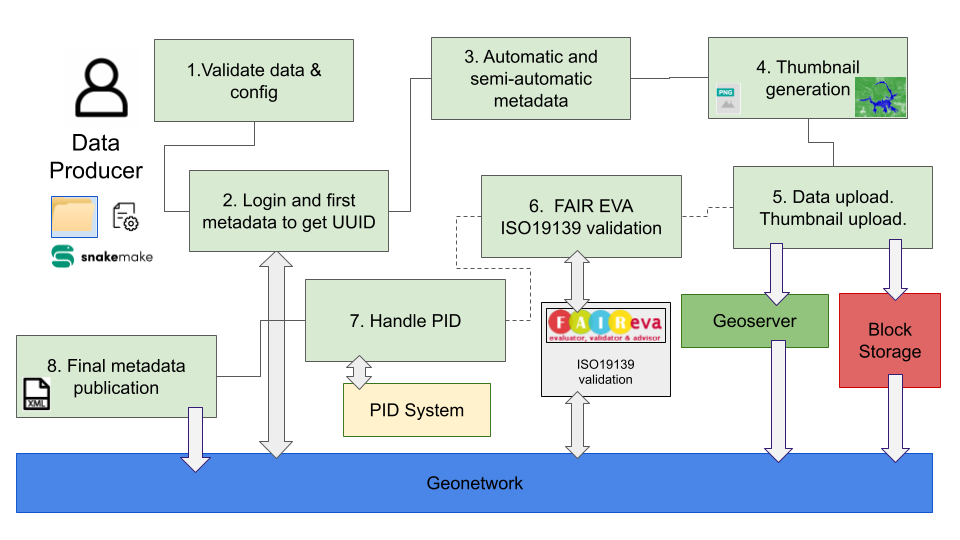 1.Validate data &
config
3. Automatic and
semi-automatic
metadata
4. Thumbnail
generation
PNG
Data
Producer
snakemake
2. Login and first
metadata to get UUID
6. FAIR EVA
ISO19139 validation
5. Data upload.
Thumbnail upload.
7. Handle PID
FAIReva
evaluator, validator & advisor
ISO19139
validation
Geoserver
Block
Storage
8. Final metadata
publication
XML
PID System
Geonetwork